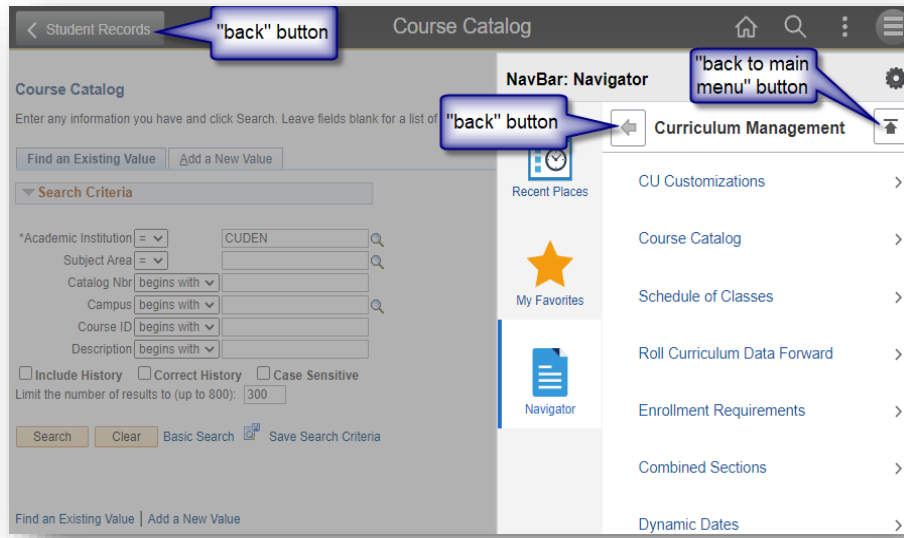 Student Records
"back" button
Course Catalog
NavBar: Navigator
"back to main
menu" button
Course Catalog
Enter any information you have and click Search. Leave fields blank for a list of
"back" button
Curriculum Management
Find an Existing Value
Add a New Value
Recent Places
CU Customizations
Search Criteria
*Academic Institution = CUDEN
Course Catalog
Subject Area =
Catalog Nbr begins with
My Favorites
Schedule of Classes
Campus begins with
Course ID begins with
Description begins with
Roll Curriculum Data Forward
Include History Correct History Case Sensitive
Limit the number of results to (up to 800): 300
Navigator
Enrollment Requirements
Search Clear Basic Search Save Search Criteria
Combined Sections
Find an Existing Value | Add a New Value
Dynamic Dates